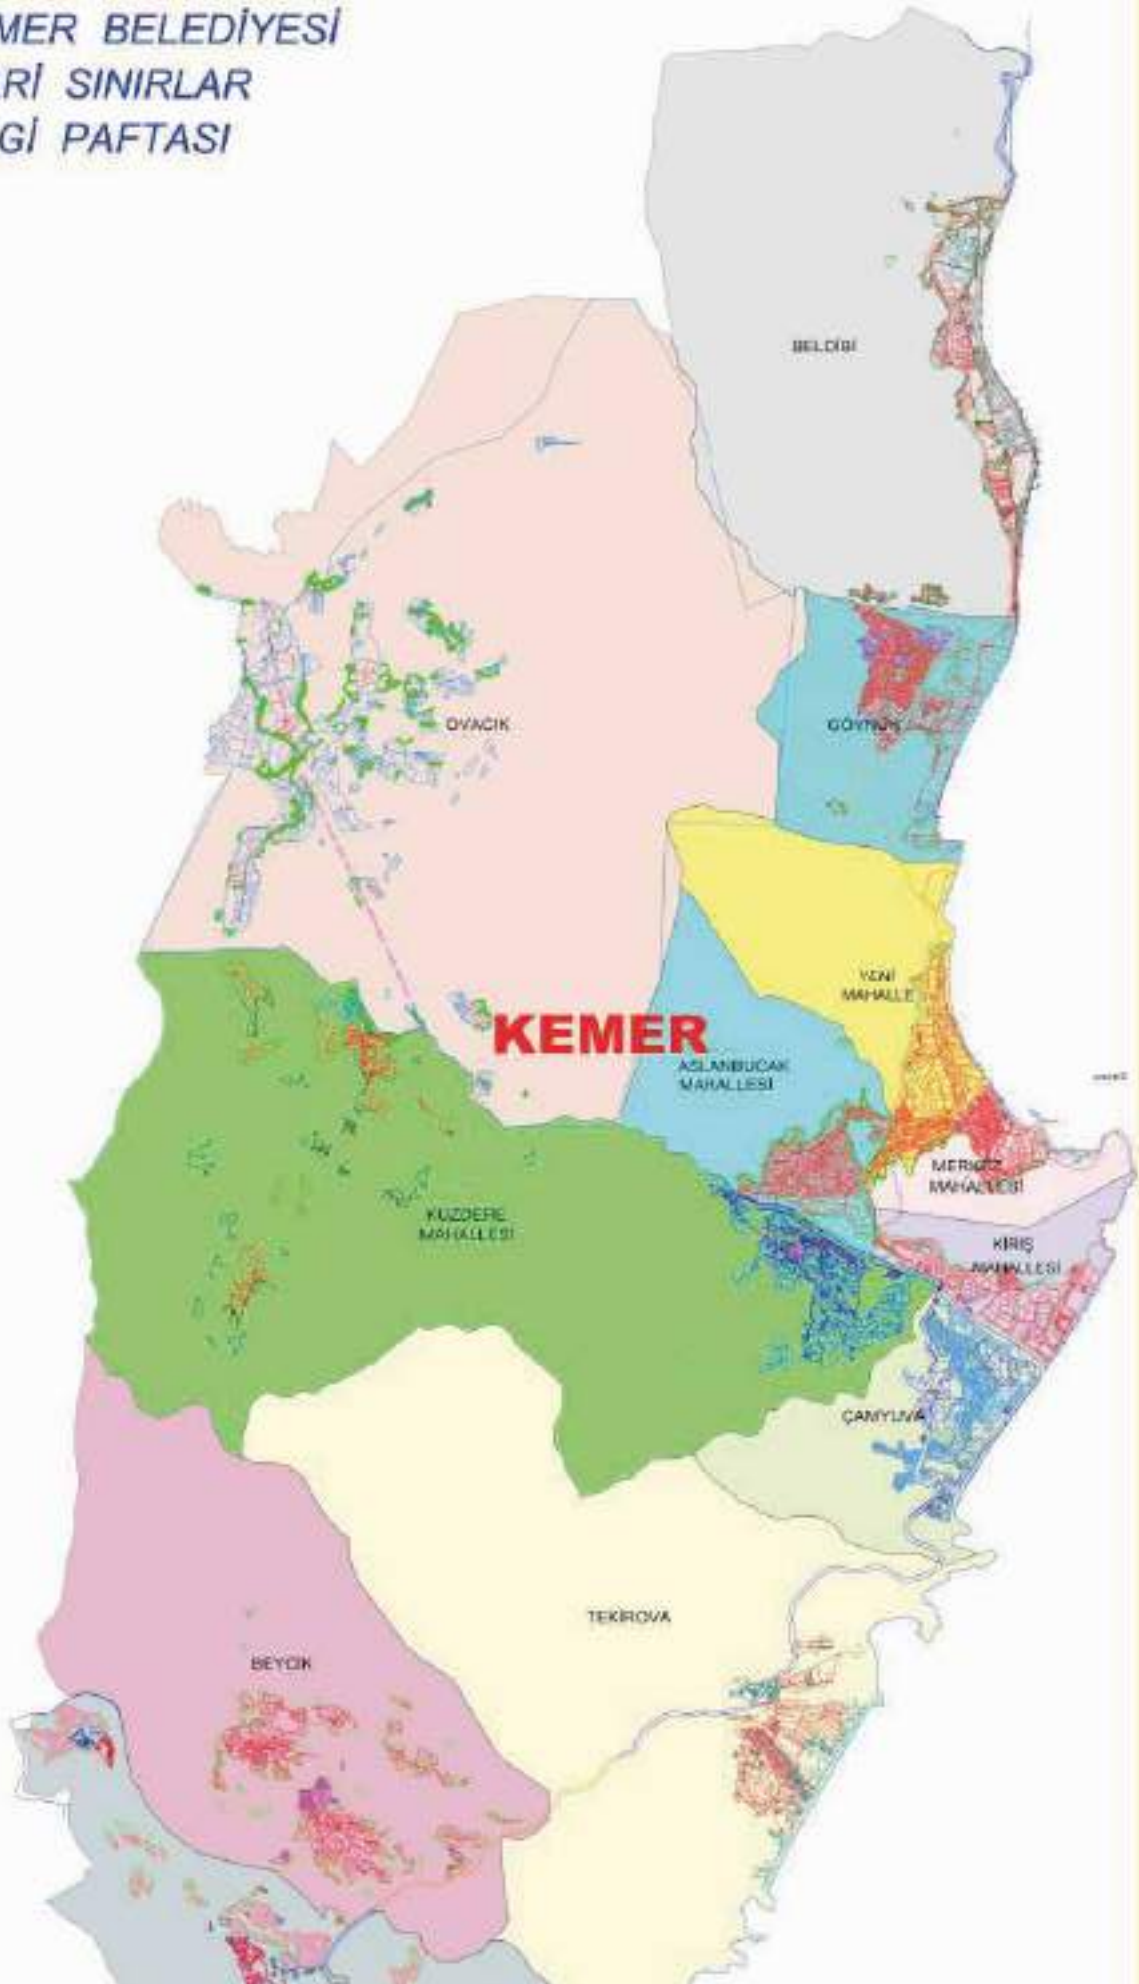 MER BELEDİYESİ
RÎ SINIRLAR
Gİ PAFTASI
BELDİBİ
OVACIK
GÖYNÜK
YENİ
MAHALLE
KEMER
ASLANBUCAK
MAHALLESİ
MERKEZ
MAHALLESİ
KUZDERE
MAHALLESİ
KİRİŞ
MAHALLESİ
ÇAMYUVA
TEKİROVA
BEYCİK